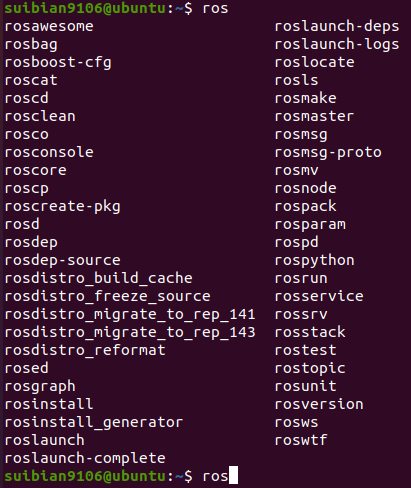 suibian9106@ubuntu:~$ ros
rosawesome roslaunch-deps
rosbag roslaunch-logs
rosboost-cfg roslocate
roscat rosls
roscd rosmake
rosclean rosmaster
rosco rosmsg
rosconsole rosmsg-proto
roscore rosmv
roscp rosnode
roscreate-pkg rospack
rosd rosparam
rosdep rospd
rosdep-source rospython
rosdistro_build_cache rosrun
rosdistro_freeze_source rosservice
rosdistro_migrate_to_rep_141 rossrv
rosdistro_migrate_to_rep_143 rosstack
rosdistro_reformat rostest
rosed rostopic
rosgraph rosunit
rosinstall rosversion
rosinstall_generator rosws
roslaunch roswtf
roslaunch-complete
suibian9106@ubuntu:~$ ros